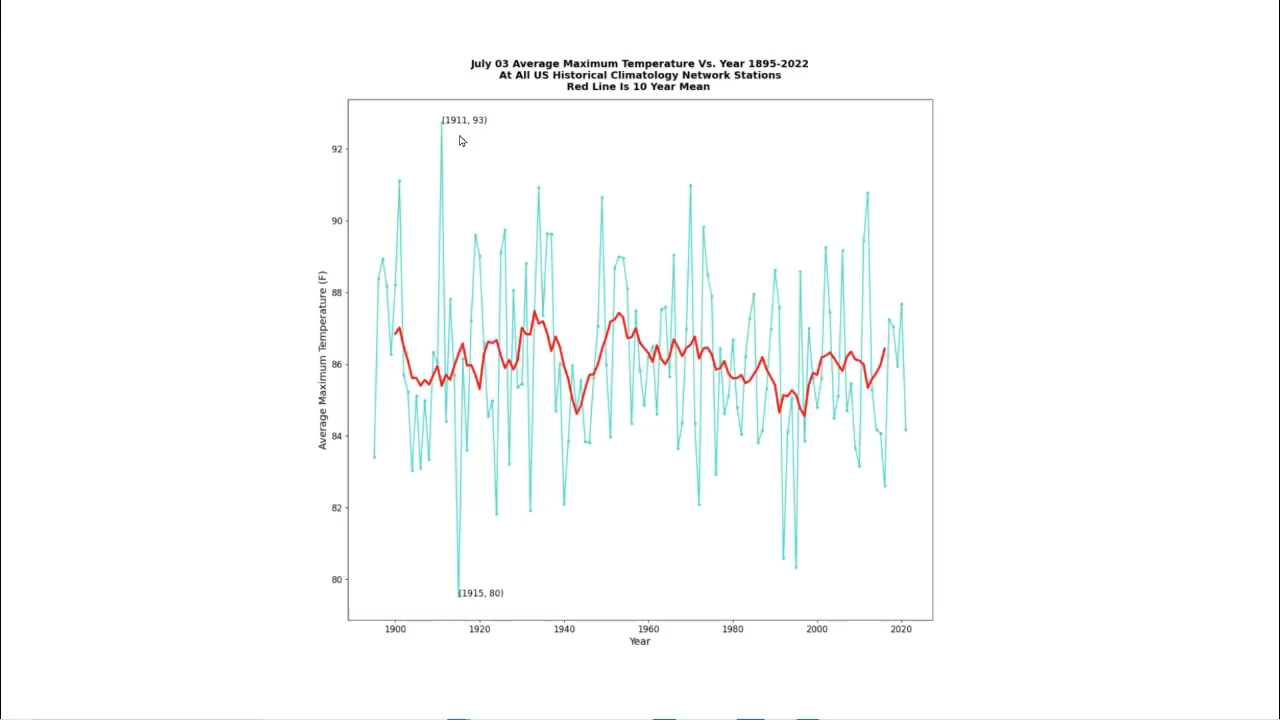 July 03 Average Maximum Temperature Vs. Year 1895-2022
At All US Historical Climatology Network Stations
Red Line Is 10 Year Mean
(1911, 93)
92
90
88
86
84
82
80
Average Maximum Temperature (F)
(1915, 80)
1900 1920 1940 1960 1980 2000 2020
Year